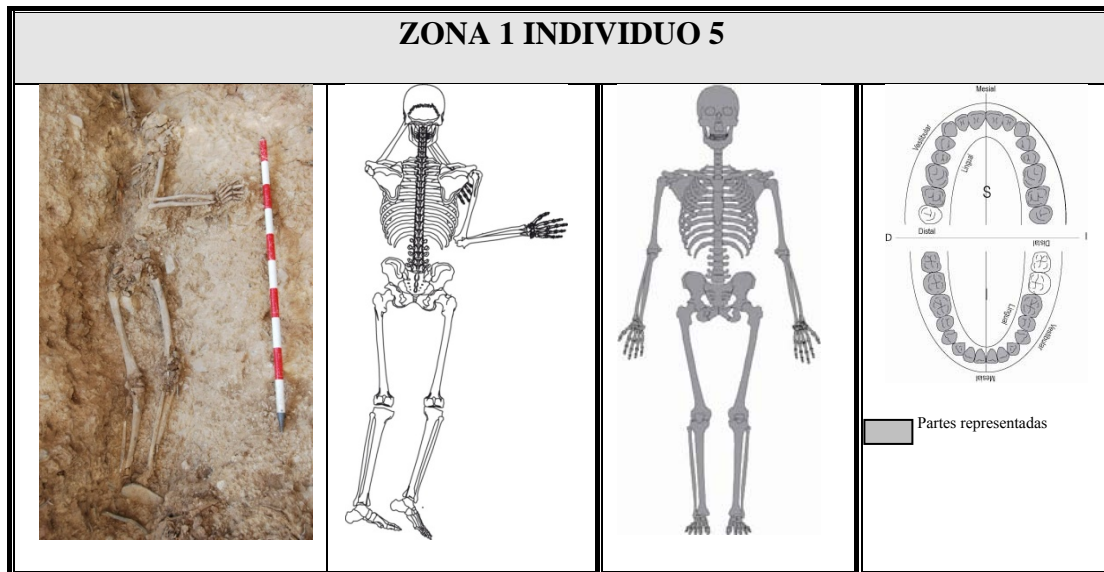 ZONA 1 INDIVIDUO 5
Mesial
Vestibular
Lingual
S
Distal
D
I
Distal
I
Lingual
Vestibular
Mesial
Partes representadas